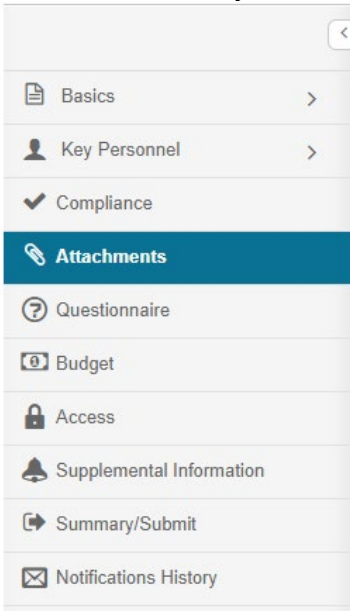 Basics
Key Personnel
Compliance
Attachments
Questionnaire
Budget
Access
Supplemental Information
Summary/Submit
Notifications History